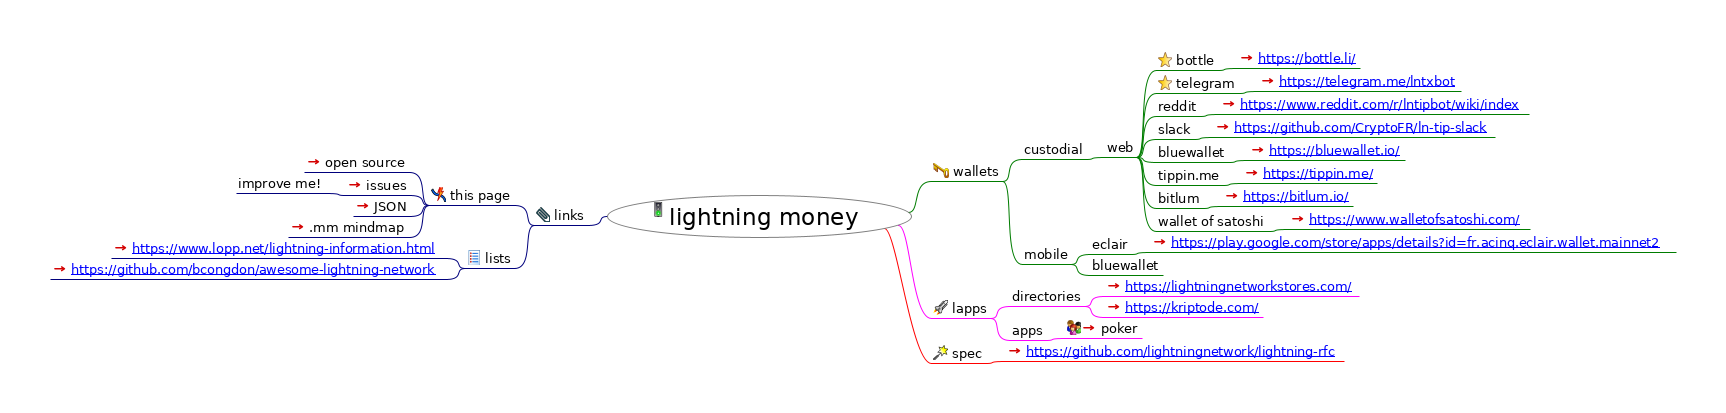 lightning money
wallets
custodial
web
bottle
https://bottle.li/
telegram
https://telegram.me/lntxbot
reddit
https://www.reddit.com/r/lntipbot/wiki/index
slack
https://github.com/CryptoFR/ln-tip-slack
bluewallet
https://bluewallet.io/
tippin.me
https://tippin.me/
bitlum
https://bitlum.io/
wallet of satoshi
https://www.walletofsatoshi.com/
mobile
eclair
https://play.google.com/store/apps/details?id=fr.acinq.eclair.wallet.mainnet2
bluewallet
lapps
directories
https://lightningnetworkstores.com/
https://kriptode.com/
apps
poker
spec
https://github.com/lightningnetwork/lightning-rfc
links
this page
open source
issues
improve me!
JSON
.mm mindmap
lists
https://www.lopp.net/lightning-information.html
https://github.com/bcongdon/awesome-lightning-network